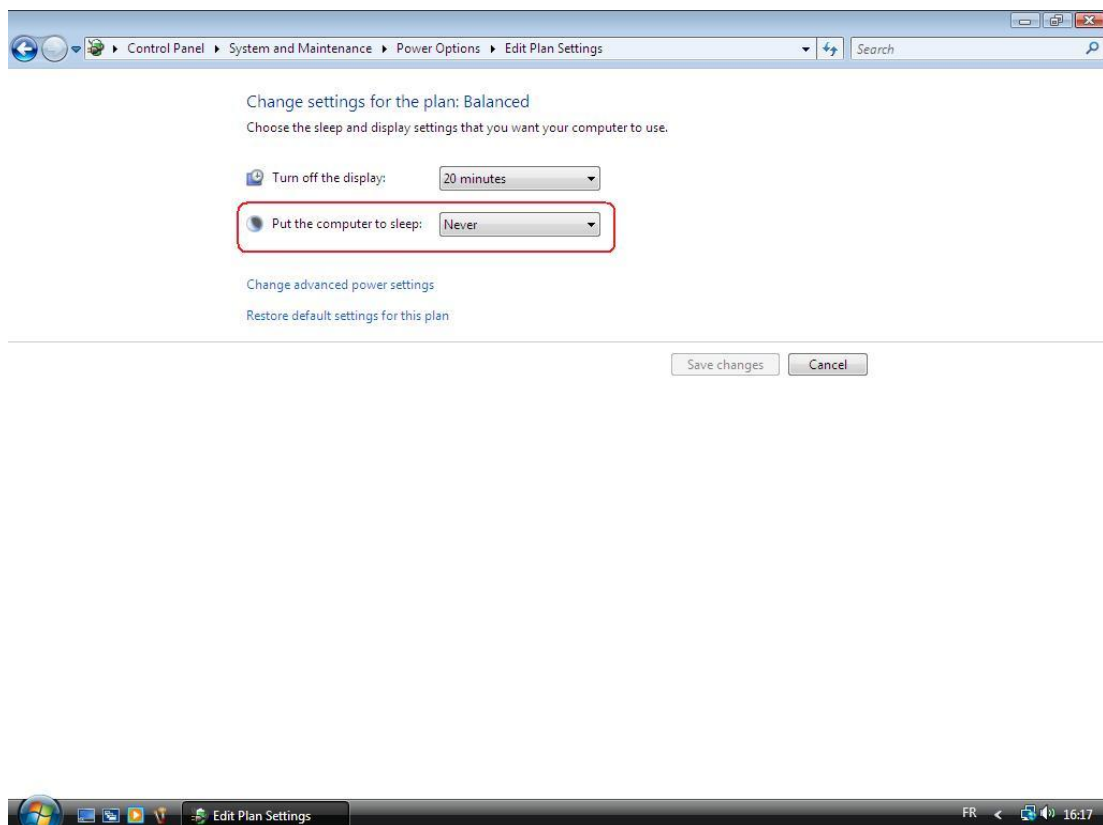 Control Panel System and Maintenance Power Options Edit Plan Settings Search
Change settings for the plan: Balanced
Choose the sleep and display settings that you want your computer to use.
Turn off the display: 20 minutes
Put the computer to sleep: Never
Change advanced power settings
Restore default settings for this plan
Save changes Cancel
Edit Plan Settings FR 16:17